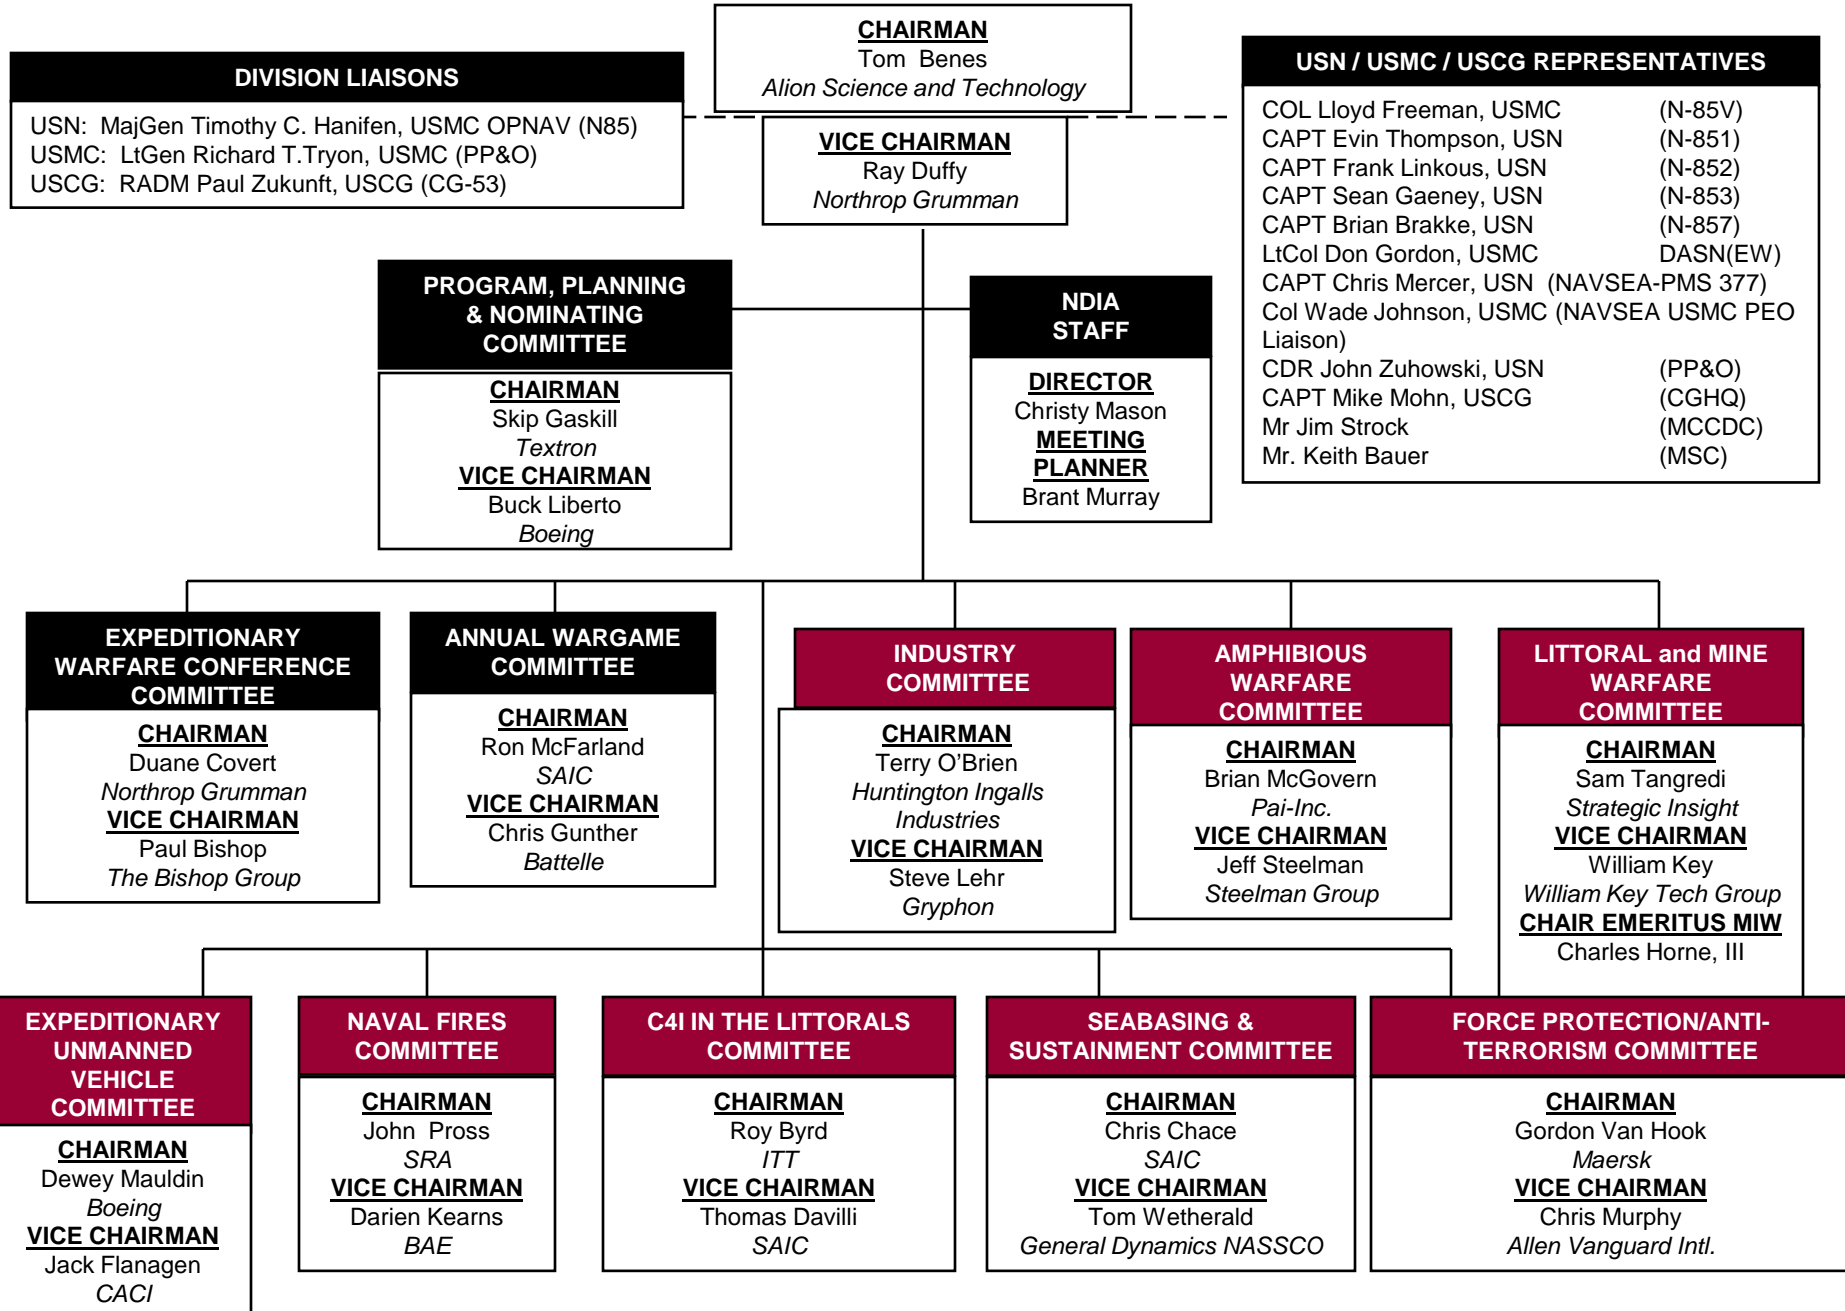 CHAIRMAN
Tom Benes
Alion Science and Technology
VICE CHAIRMAN
Ray Duffy
Northrop Grumman
DIVISION LIAISONS
USN: MajGen Timothy C. Hanifen, USMC OPNAV (N85)
USMC: LtGen Richard T.Tryon, USMC (PP&O)
USCG: RADM Paul Zukunft, USCG (CG-53)
USN / USMC / USCG REPRESENTATIVES
COL Lloyd Freeman, USMC (N-85V)
CAPT Evin Thompson, USN (N-851)
CAPT Frank Linkous, USN (N-852)
CAPT Sean Gaeney, USN (N-853)
CAPT Brian Brakke, USN (N-857)
LtCol Don Gordon, USMC DASN(EW)
CAPT Chris Mercer, USN (NAVSEA-PMS 377)
Col Wade Johnson, USMC (NAVSEA USMC PEO
Liaison)
CDR John Zuhowski, USN (PP&O)
CAPT Mike Mohn, USCG (CGHQ)
Mr Jim Strock (MCCDC)
Mr. Keith Bauer (MSC)
PROGRAM, PLANNING
& NOMINATING
COMMITTEE
CHAIRMAN
Skip Gaskill
Textron
VICE CHAIRMAN
Buck Liberto
Boeing
NDIA
STAFF
DIRECTOR
Christy Mason
MEETING
PLANNER
Brant Murray
EXPEDITIONARY
WARFARE CONFERENCE
COMMITTEE
CHAIRMAN
Duane Covert
Northrop Grumman
VICE CHAIRMAN
Paul Bishop
The Bishop Group
ANNUAL WARGAME
COMMITTEE
CHAIRMAN
Ron McFarland
SAIC
VICE CHAIRMAN
Chris Gunther
Battelle
INDUSTRY
COMMITTEE
CHAIRMAN
Terry O'Brien
Huntington Ingalls
Industries
VICE CHAIRMAN
Steve Lehr
Gryphon
AMPHIBIOUS
WARFARE
COMMITTEE
CHAIRMAN
Brian McGovern
Pai-Inc.
VICE CHAIRMAN
Jeff Steelman
Steelman Group
LITTORAL and MINE
WARFARE
COMMITTEE
CHAIRMAN
Sam Tangredi
Strategic Insight
VICE CHAIRMAN
William Key
William Key Tech Group
CHAIR EMERITUS MIW
Charles Horne, III
EXPEDITIONARY
UNMANNED
VEHICLE
COMMITTEE
CHAIRMAN
Dewey Mauldin
Boeing
VICE CHAIRMAN
Jack Flanagen
CACI
NAVAL FIRES
COMMITTEE
CHAIRMAN
John Pross
SRA
VICE CHAIRMAN
Darien Kearns
BAE
C4I IN THE LITTORALS
COMMITTEE
CHAIRMAN
Roy Byrd
ITT
VICE CHAIRMAN
Thomas Davilli
SAIC
SEABASING &
SUSTAINMENT COMMITTEE
CHAIRMAN
Chris Chace
SAIC
VICE CHAIRMAN
Tom Wetherald
General Dynamics NASSCO
FORCE PROTECTION/ANTI-
TERRORISM COMMITTEE
CHAIRMAN
Gordon Van Hook
Maersk
VICE CHAIRMAN
Chris Murphy
Allen Vanguard Intl.